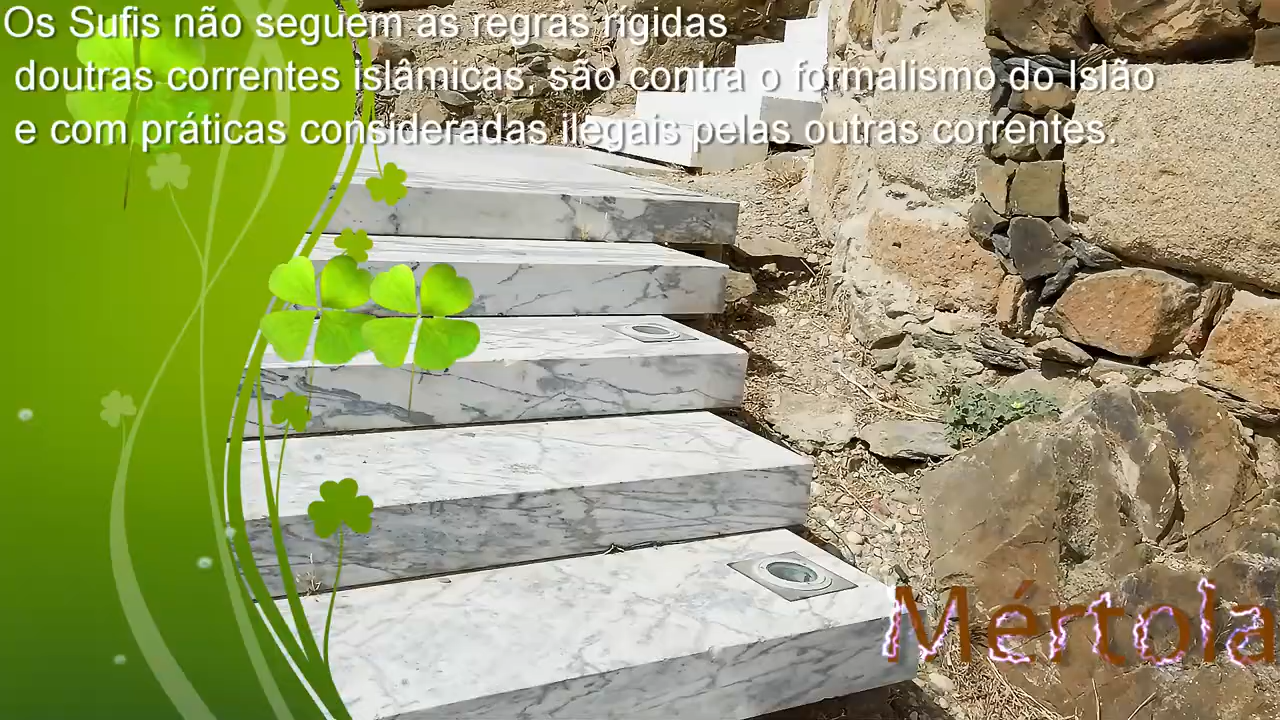 Os Sufis não seguem as regras rígidas
doutras correntes islâmicas, são contra o formalismo do Islão
e com práticas consideradas ilegais pelas outras correntes.
Mértola